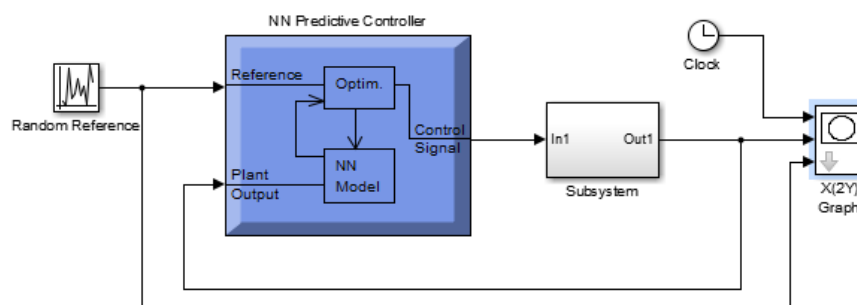 NN Predictive Controller
Reference
Optim.
Control
Signal
Plant
Output
NN
Model
Random Reference
In1
Out1
Subsystem
Clock
X(2Y)
Graph